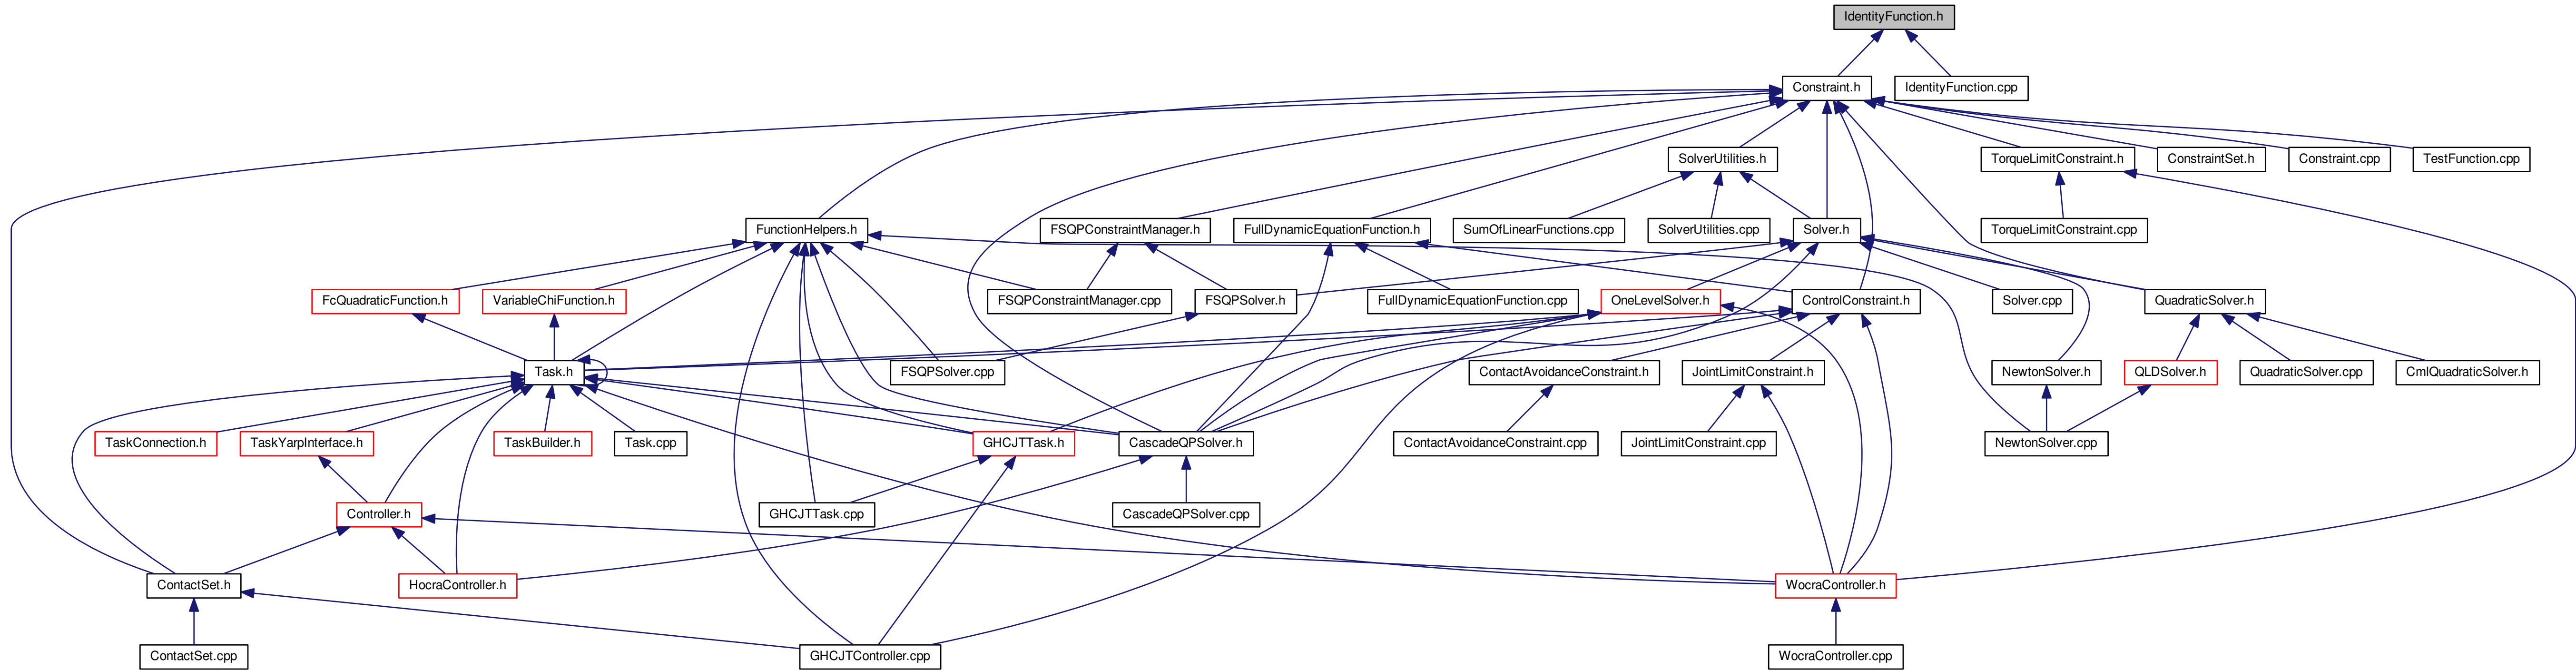 IdentityFunction.h
Constraint.h
IdentityFunction.cpp
SolverUtilities.h
TorqueLimitConstraint.h
ConstraintSet.h
Constraint.cpp
TestFunction.cpp
FunctionHelpers.h
FSQPConstraintManager.h
FullDynamicEquationFunction.h
SumOfLinearFunctions.cpp
SolverUtilities.cpp
Solver.h
TorqueLimitConstraint.cpp
FcQuadraticFunction.h
VariableChiFunction.h
FSQPConstraintManager.cpp
FSQPSolver.h
FullDynamicEquationFunction.cpp
OneLevelSolver.h
ControlConstraint.h
Solver.cpp
QuadraticSolver.h
Task.h
FSQPSolver.cpp
ContactAvoidanceConstraint.h
JointLimitConstraint.h
NewtonSolver.h
QLDSolver.h
QuadraticSolver.cpp
CmlQuadraticSolver.h
TaskConnection.h
TaskYarpInterface.h
TaskBuilder.h
Task.cpp
GHCJTTask.h
CascadeQPSolver.h
ContactAvoidanceConstraint.cpp
JointLimitConstraint.cpp
NewtonSolver.cpp
Controller.h
GHCJTTask.cpp
CascadeQPSolver.cpp
ContactSet.h
HocraController.h
WocraController.h
ContactSet.cpp
GHCJTController.cpp
WocraController.cpp